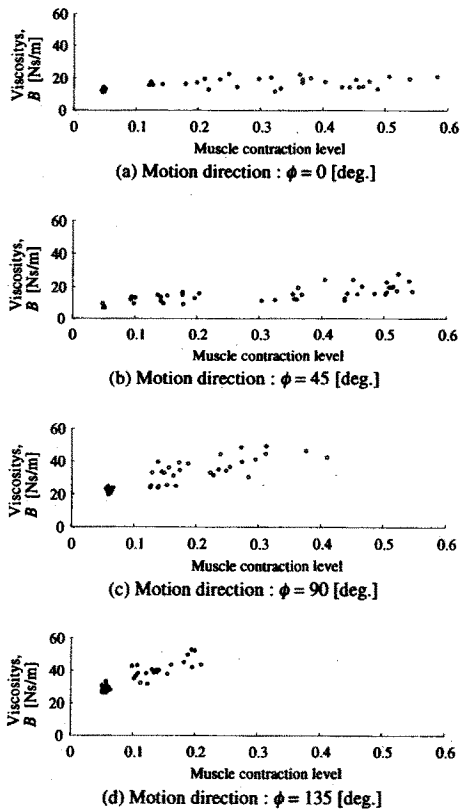 Viscositys,
B [Ns/m]
60
40
20
0
0 0.1 0.2 0.3 0.4 0.5 0.6
Muscle contraction level
(a) Motion direction : ϕ = 0 [deg.]
Viscositys,
B [Ns/m]
60
40
20
0
0 0.1 0.2 0.3 0.4 0.5 0.6
Muscle contraction level
(b) Motion direction : ϕ = 45 [deg.]
Viscositys,
B [Ns/m]
60
40
20
0
0 0.1 0.2 0.3 0.4 0.5 0.6
Muscle contraction level
(c) Motion direction : ϕ = 90 [deg.]
Viscositys,
B [Ns/m]
60
40
20
0
0 0.1 0.2 0.3 0.4 0.5 0.6
Muscle contraction level
(d) Motion direction : ϕ = 135 [deg.]